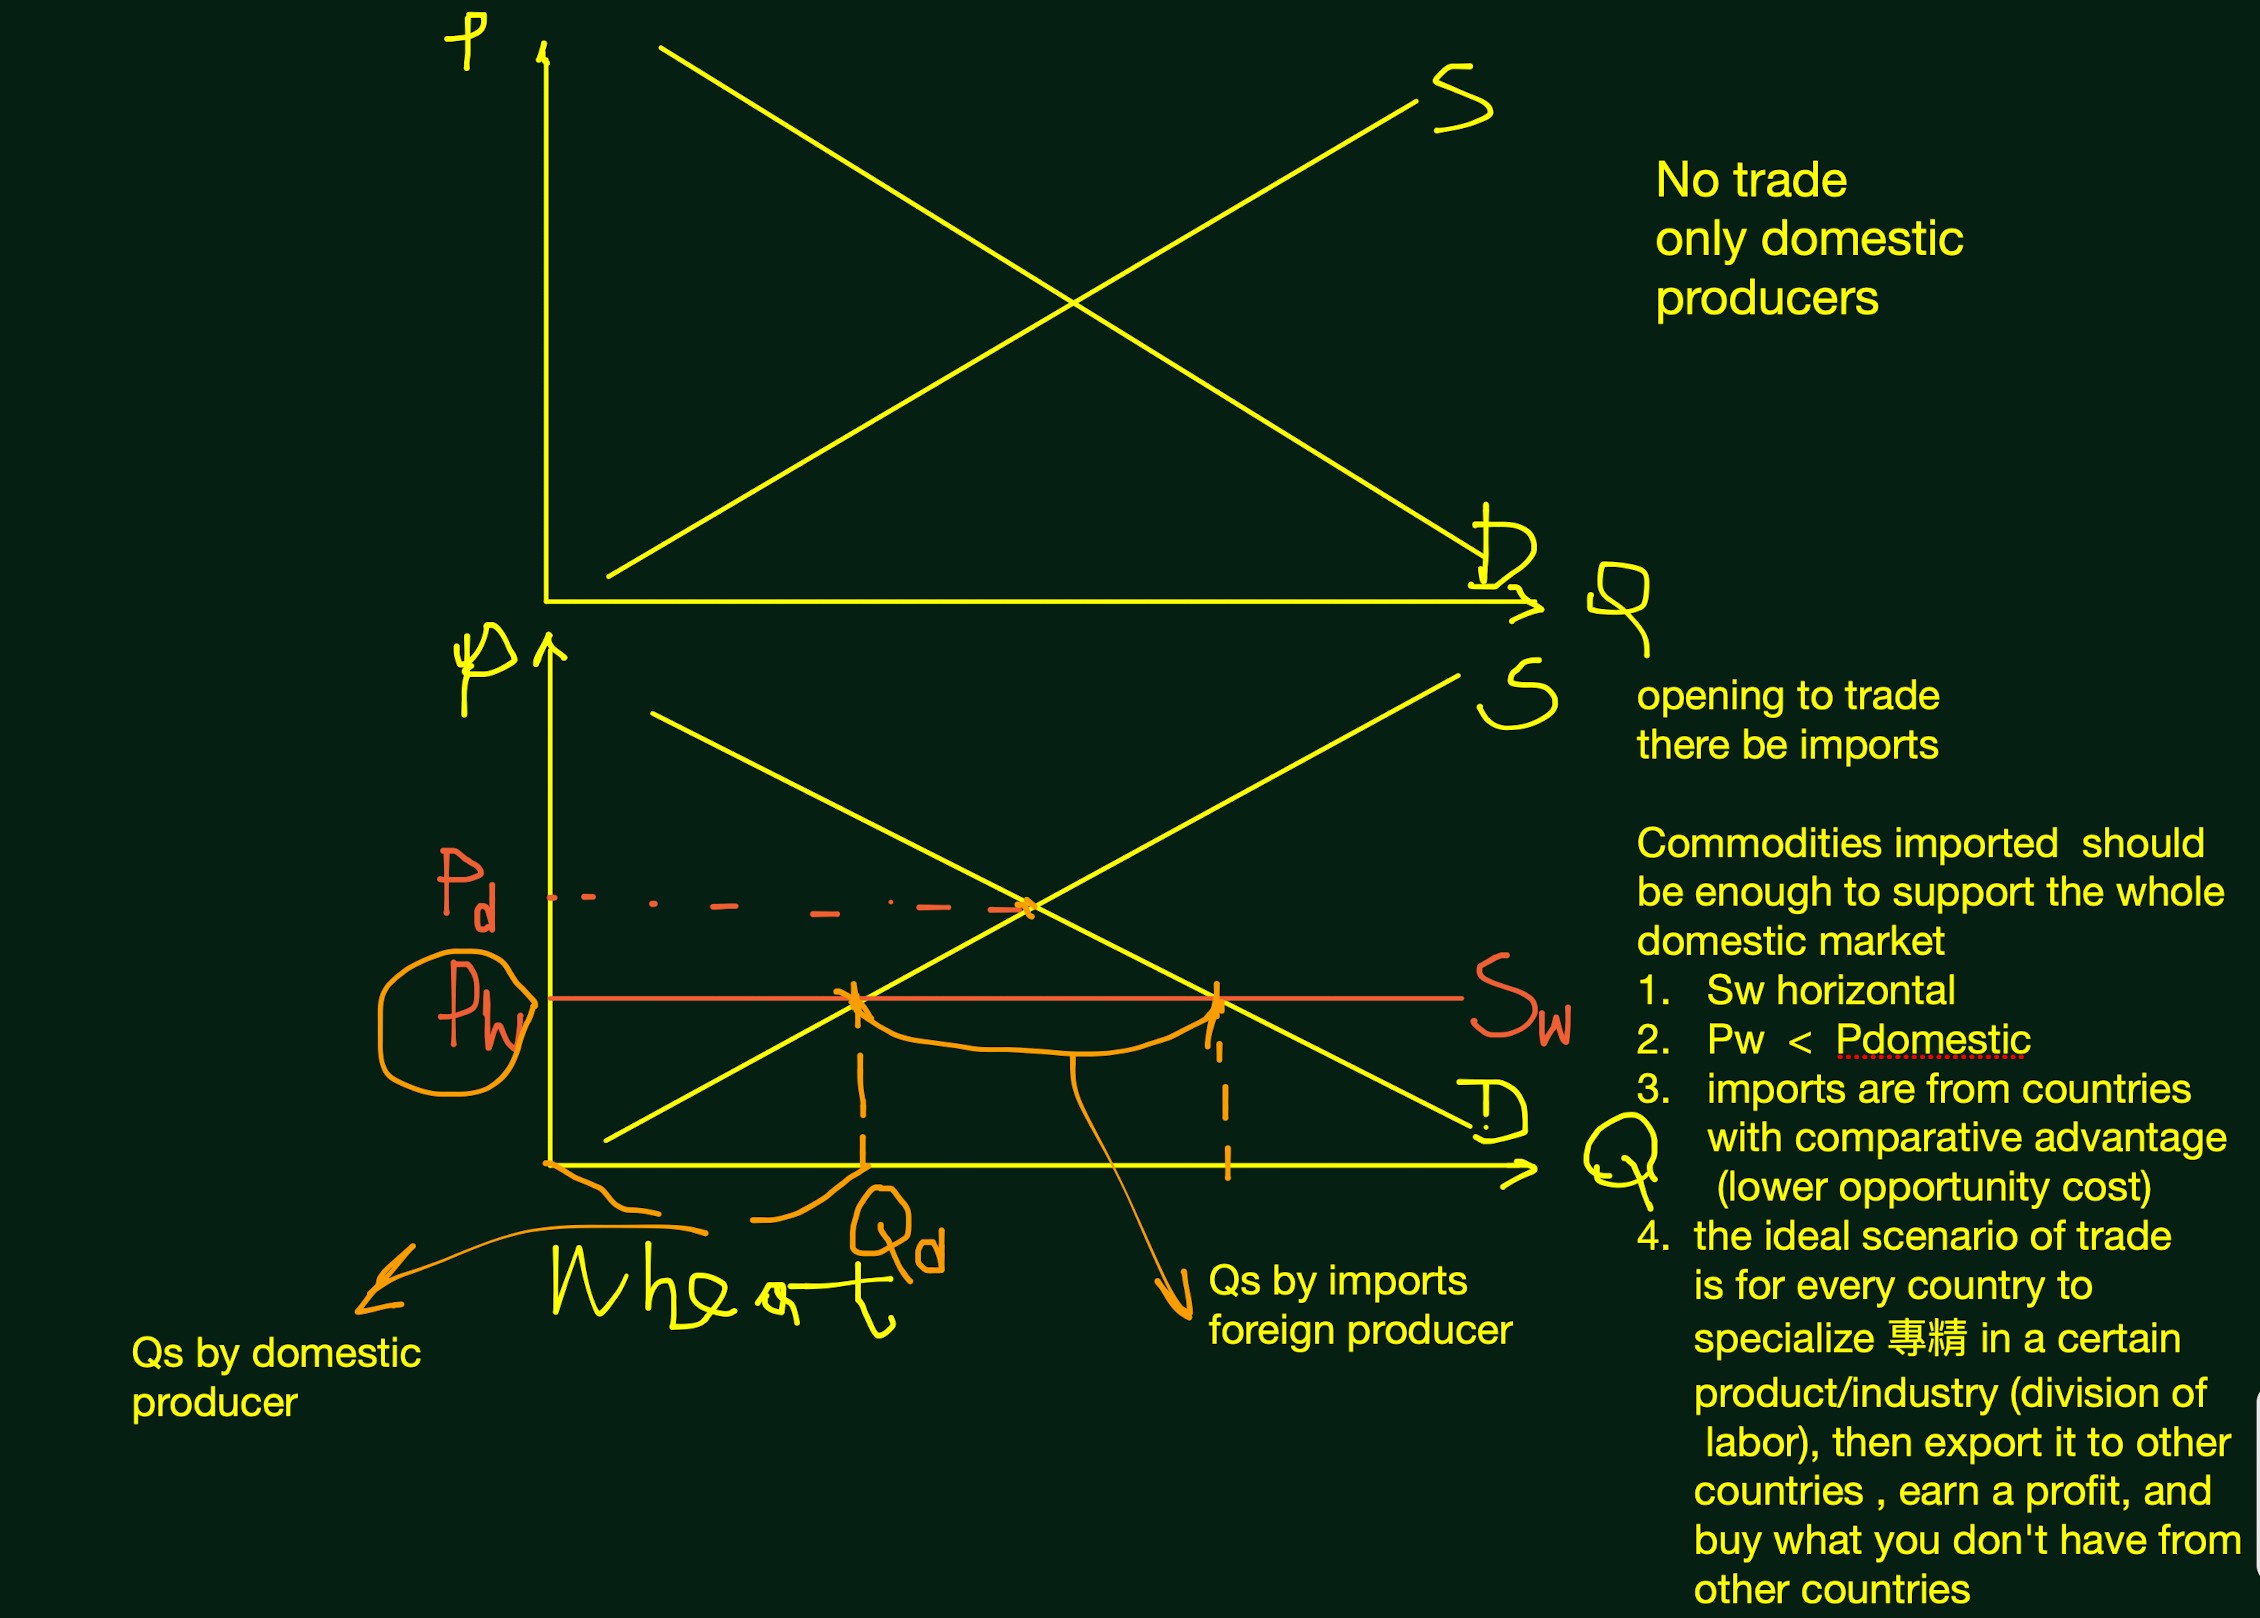 P
S
No trade
only domestic
producers
D
Q
P
S
opening to trade
there be imports
Commodities imported  should
be enough to support the whole
domestic market
1. Sw horizontal
2. Pw < Pdomestic
3. imports are from countries
with comparative advantage
(lower opportunity cost)
4. the ideal scenario of trade
is for every country to
specialize 專精 in a certain
product/industry (division of
labor), then export it to other
countries , earn a profit, and
buy what you don't have from
other countries
Pd
Pw
Sw
D
Q
Qd
Wheat
Qs by imports
foreign producer
Qs by domestic
producer